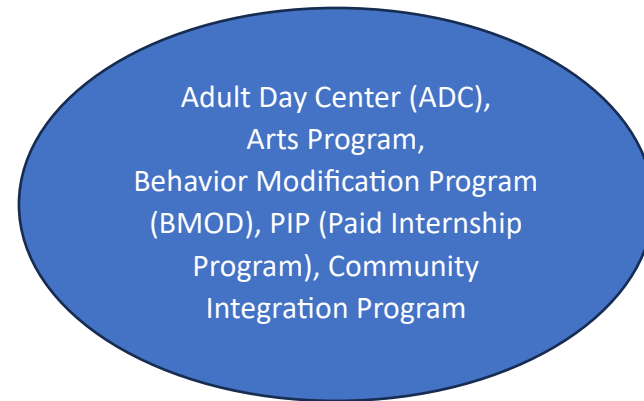 Adult Day Center (ADC),
Arts Program,
Behavior Modification Program
(BMOD), PIP (Paid Internship
Program), Community
Integration Program